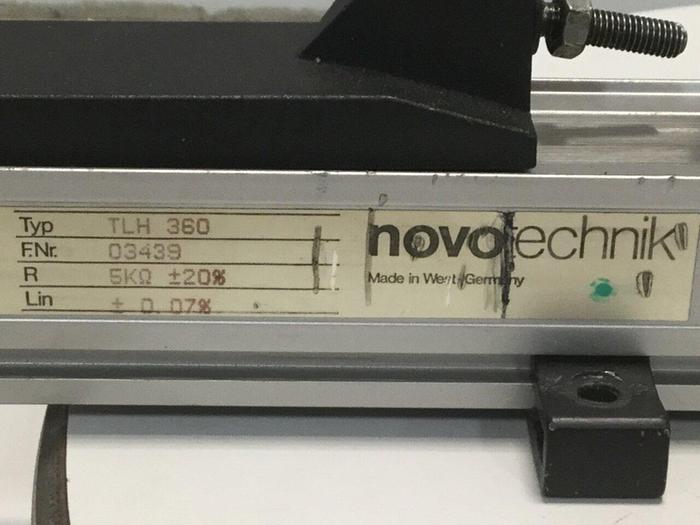 Typ TLH 360
F.Nr. 03439
R 5KΩ ±20%
Lin ± 0.07%
novotechnik
Made in West-Germany